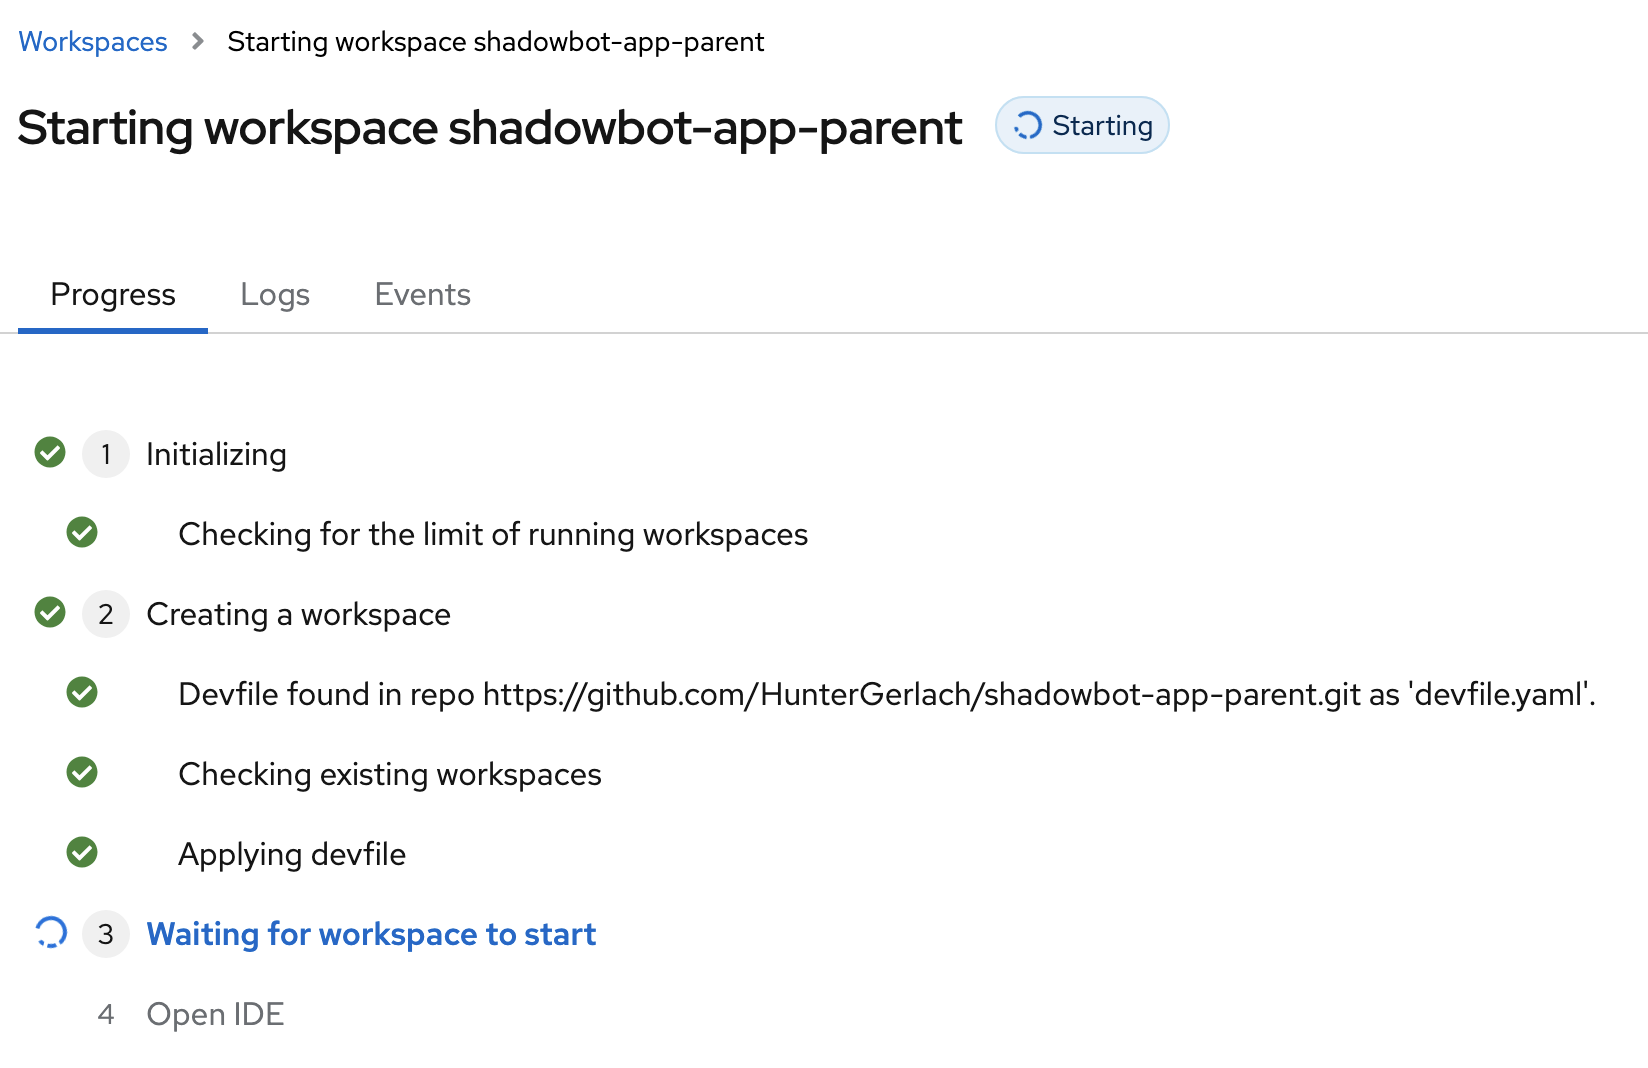 Workspaces > Starting workspace shadowbot-app-parent
Starting workspace shadowbot-app-parent Starting
Progress Logs Events
1 Initializing
Checking for the limit of running workspaces
2 Creating a workspace
Devfile found in repo https://github.com/HunterGerlach/shadowbot-app-parent.git as 'devfile.yaml'.
Checking existing workspaces
Applying devfile
3 Waiting for workspace to start
4 Open IDE